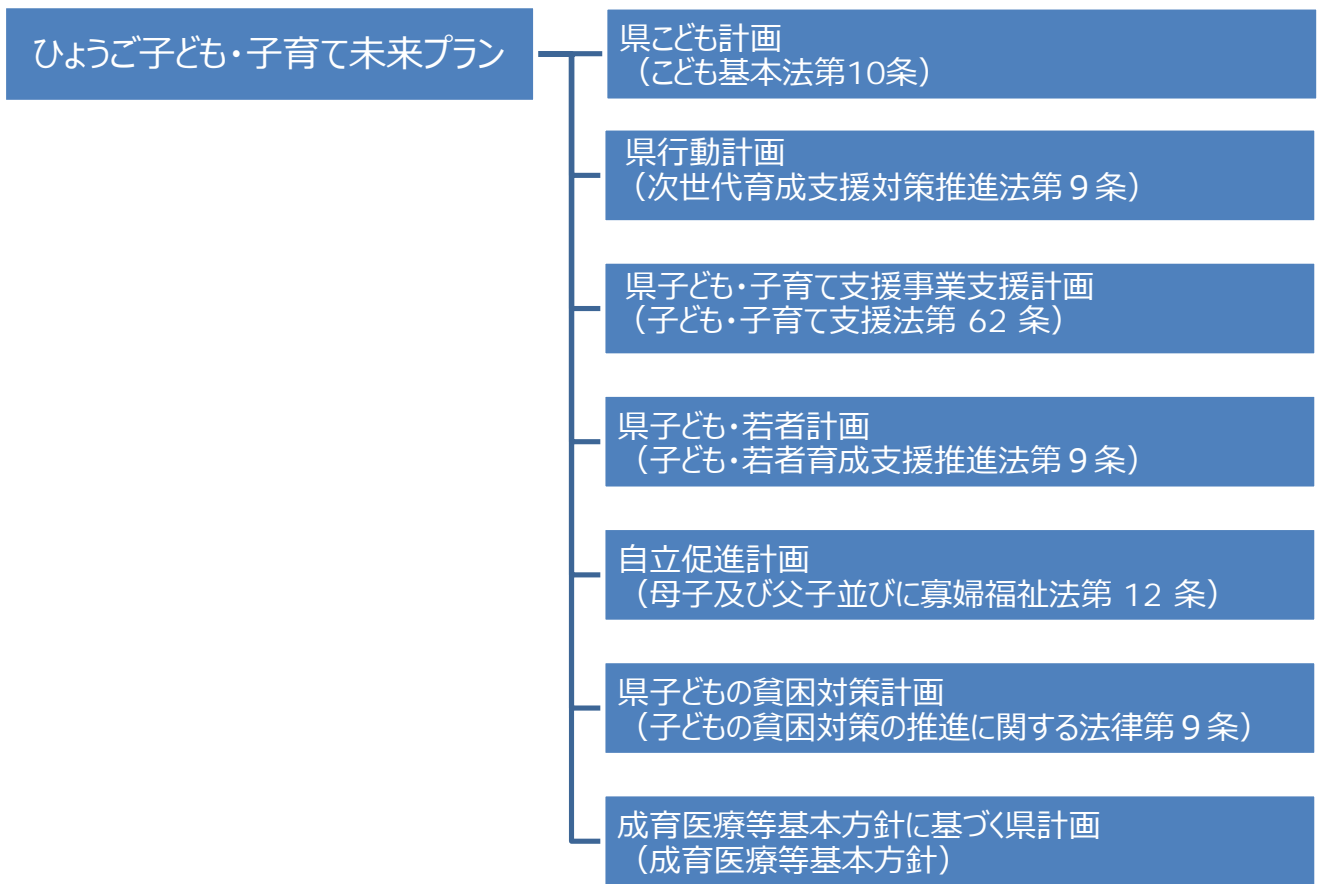 ひょうご子ども・子育て未来プラン
県こども計画
（こども基本法第10条）
県行動計画
（次世代育成支援対策推進法第９条）
県子ども・子育て支援事業支援計画
（子ども・子育て支援法第 62 条）
県子ども・若者計画
（子ども・若者育成支援推進法第９条）
自立促進計画
（母子及び父子並びに寡婦福祉法第 12 条）
県子どもの貧困対策計画
（子どもの貧困対策の推進に関する法律第９条）
成育医療等基本方針に基づく県計画
（成育医療等基本方針）